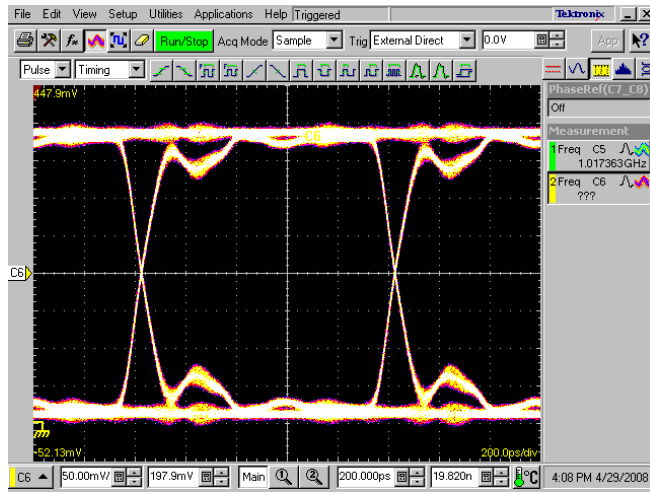 File Edit View Setup Utilities Applications Help Triggered Tektronix
Run/Stop Acq Mode Sample Trig External Direct 0.0V App
Pulse Timing
447.9mV
C6
C6
-52.13mV
200.0ps/div
PhaseRef(C7_C8)
Off
Measurement
1 Freq C5
1.017363GHz
2 Freq C6
???
C6 50.00mV/ 197.9mV Main 200.000ps 19.820n °C 4:08 PM 4/29/2008